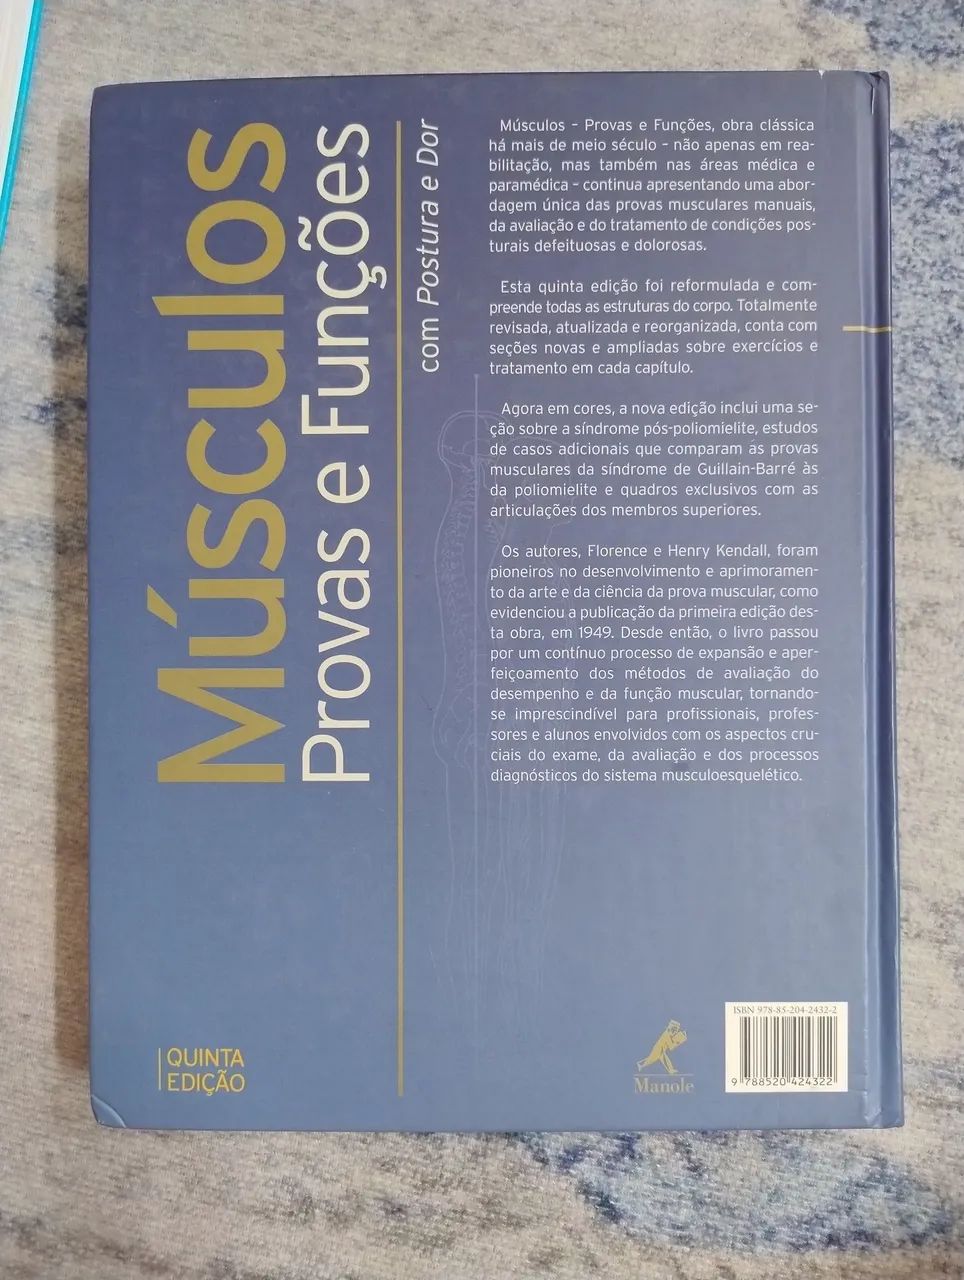 Músculos
Provas e Funções
com Postura e Dor
Músculos – Provas e Funções, obra clássica
há mais de meio século – não apenas em rea-
bilitação, mas também nas áreas médica e
paramédica – continua apresentando uma abor-
dagem única das provas musculares manuais,
da avaliação e do tratamento de condições pos-
turais defeituosas e dolorosas.
Esta quinta edição foi reformulada e com-
preende todas as estruturas do corpo. Totalmente
revisada, atualizada e reorganizada, conta com
seções novas e ampliadas sobre exercícios e
tratamento em cada capítulo.
Agora em cores, a nova edição inclui uma se-
ção sobre a síndrome pós-poliomielite, estudos
de casos adicionais que comparam as provas
musculares da síndrome de Guillain-Barré às
da poliomielite e quadros exclusivos com as
articulações dos membros superiores.
Os autores, Florence e Henry Kendall, foram
pioneiros no desenvolvimento e aprimoramen-
to da arte e da ciência da prova muscular, como
evidenciou a publicação da primeira edição des-
ta obra, em 1949. Desde então, o livro passou
por um contínuo processo de expansão e aper-
feiçoamento dos métodos de avaliação do
desempenho e da função muscular, tornando-
se imprescindível para profissionais, profes-
sores e alunos envolvidos com os aspectos cru-
ciais do exame, da avaliação e dos processos
diagnósticos do sistema musculoesquelético.
QUINTA
EDIÇÃO
Manole
ISBN 978-85-204-2432-2
9 788520 424322